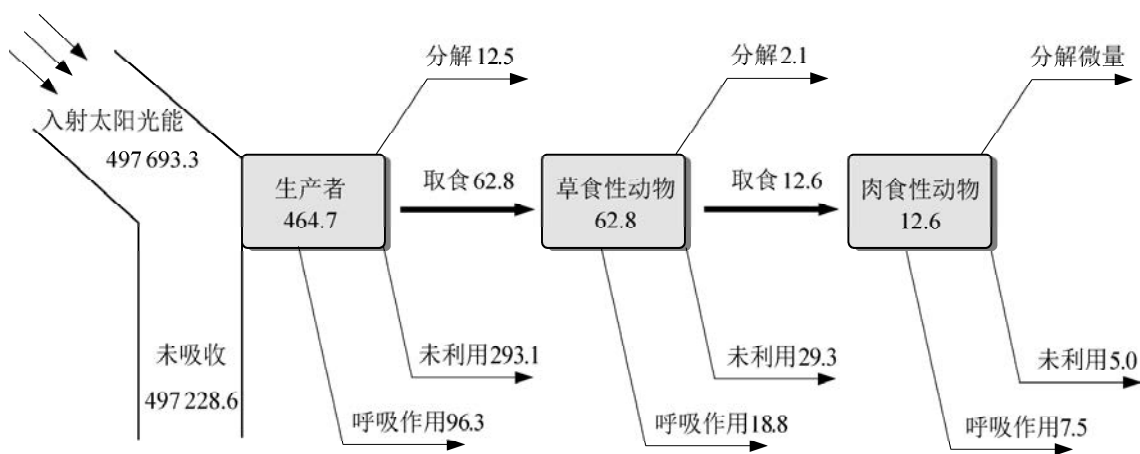 分解12.5
分解2.1
分解微量
入射太阳光能
497 693.3
生产者
464.7
取食62.8
草食性动物
62.8
取食12.6
肉食性动物
12.6
未吸收
497 228.6
未利用293.1
未利用29.3
未利用5.0
呼吸作用96.3
呼吸作用18.8
呼吸作用7.5